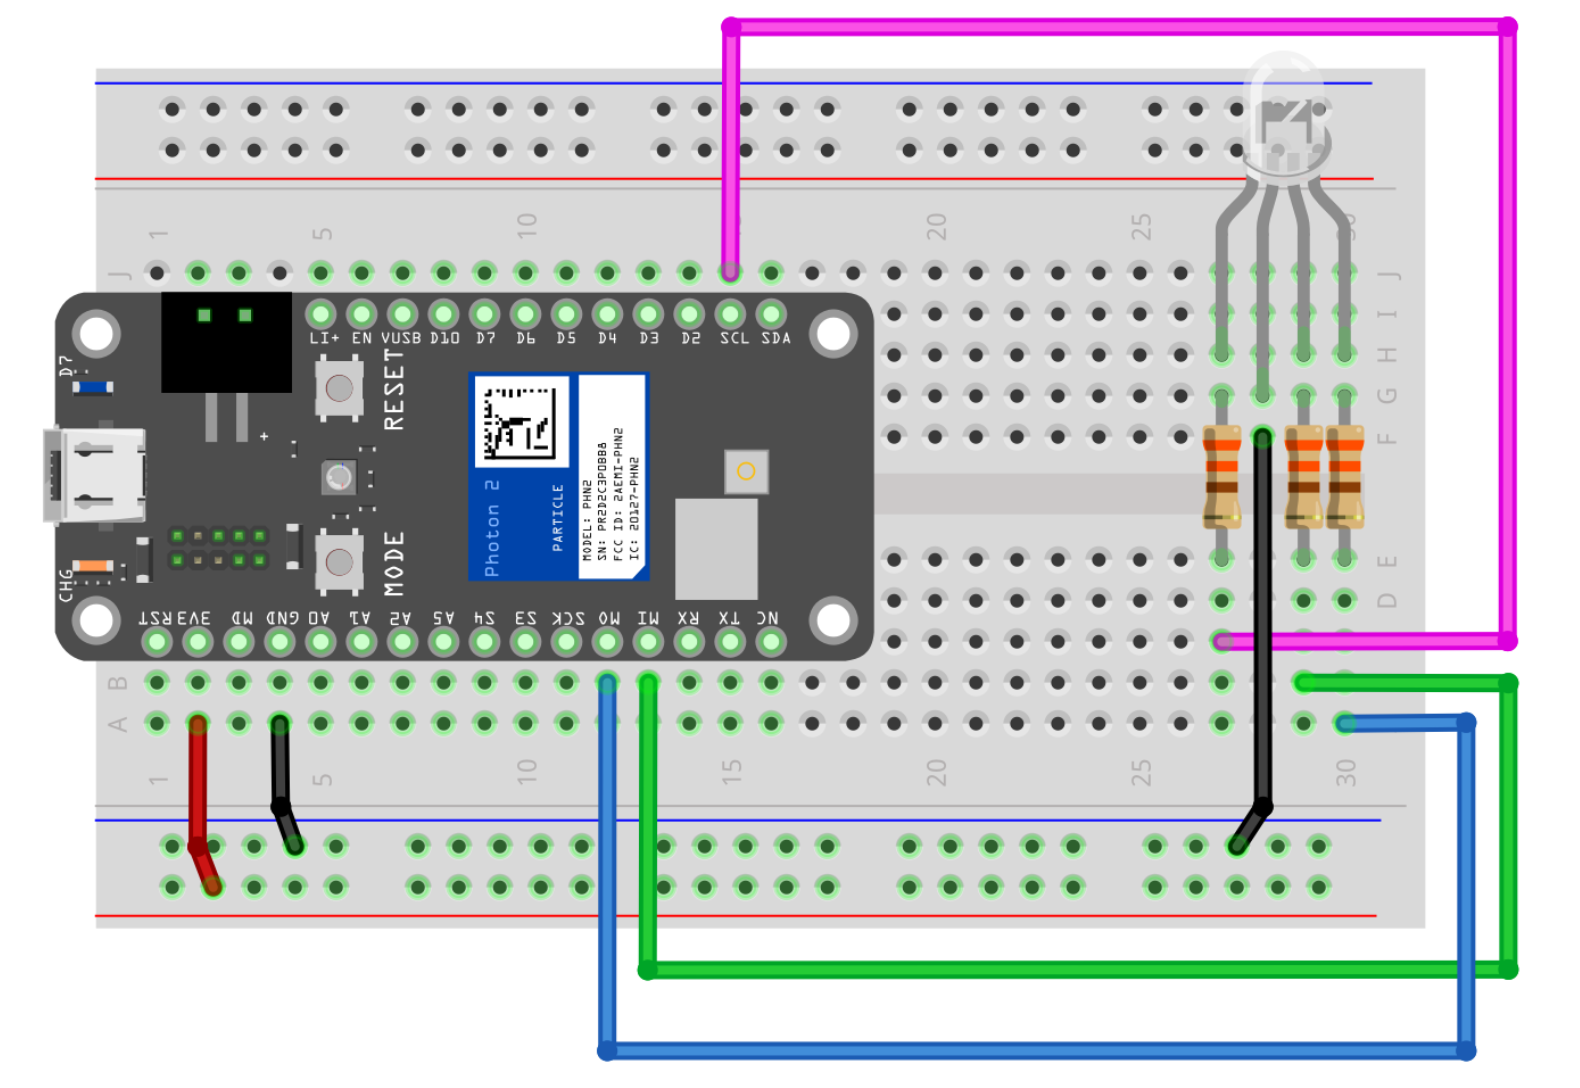 1 5 10 20 25 30
J J
I
H
G
F
LI+ EN VUSB D10 D7 D6 D5 D4 D3 D2 SCL SDA
D7
RESET
+
Photon 2
PARTICLE
MODEL: PHN2
SN: PR2D2C3POBB8
FCC ID: 2AEMI-PHN2
IC: 20127-PHN2
MODE
CHG
E
D
RST 3V3 MD GND A0 A1 A2 A5 S4 S3 SCK MO MI RX TX NC
B
A
1 5 10 15 20 25 30